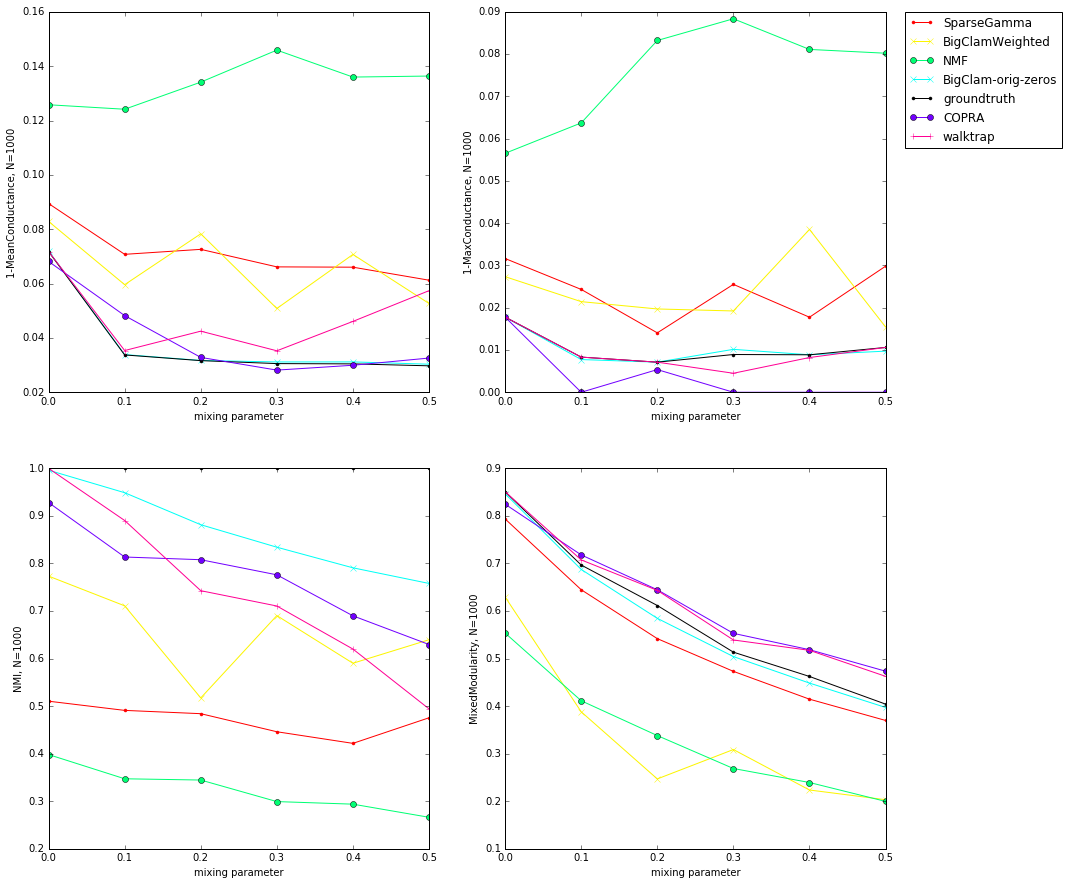 0.16
0.14
0.12
0.10
0.08
0.06
0.04
0.02
1-MeanConductance, N=1000
0.0 0.1 0.2 0.3 0.4 0.5
mixing parameter
0.09
0.08
0.07
0.06
0.05
0.04
0.03
0.02
0.01
0.00
1-MaxConductance, N=1000
0.0 0.1 0.2 0.3 0.4 0.5
mixing parameter
SparseGamma
BigClamWeighted
NMF
BigClam-orig-zeros
groundtruth
COPRA
walktrap
1.0
0.9
0.8
0.7
0.6
0.5
0.4
0.3
0.2
NMI, N=1000
0.0 0.1 0.2 0.3 0.4 0.5
mixing parameter
0.9
0.8
0.7
0.6
0.5
0.4
0.3
0.2
0.1
MixedModularity, N=1000
0.0 0.1 0.2 0.3 0.4 0.5
mixing parameter